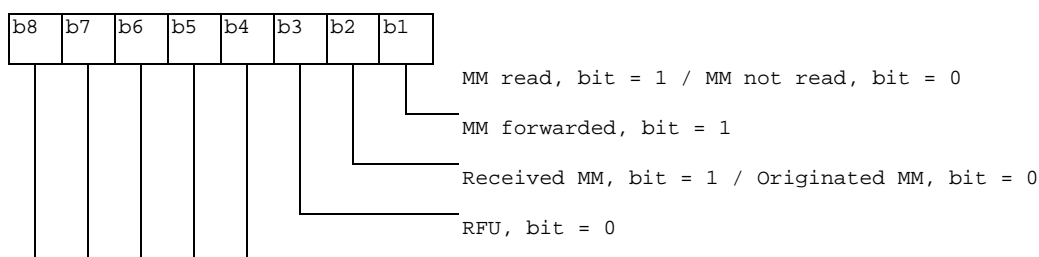 b8 b7 b6 b5 b4 b3 b2 b1
MM read, bit = 1 / MM not read, bit = 0
MM forwarded, bit = 1
Received MM, bit = 1 / Originated MM, bit = 0
RFU, bit = 0